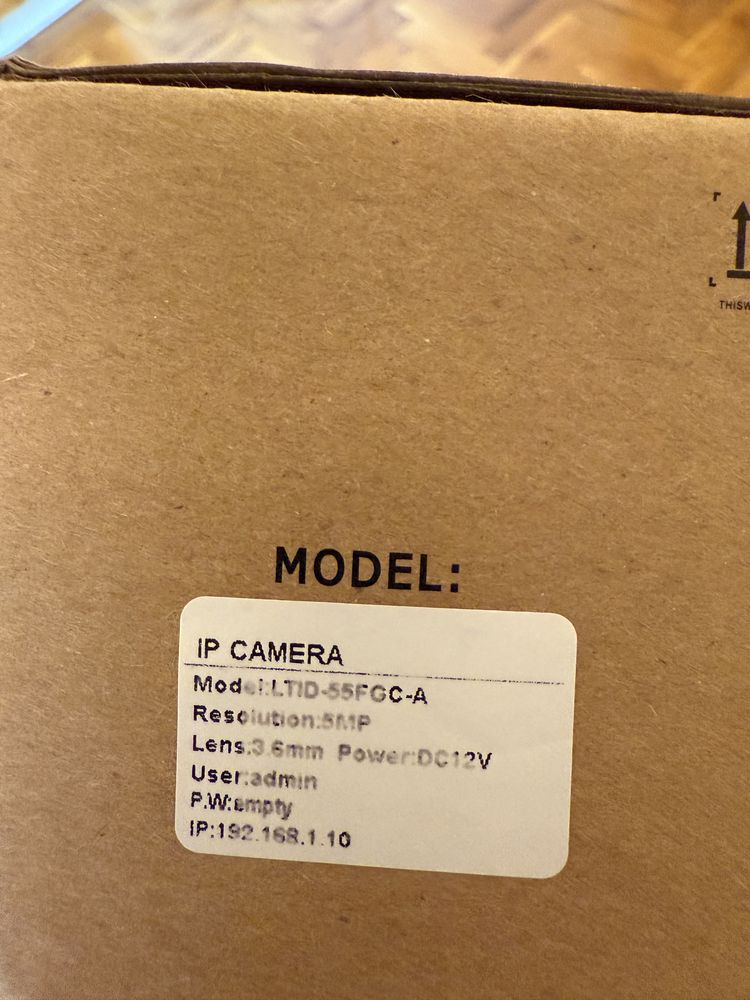 MODEL:
IP CAMERA
Model:LTID-55FGC-A
Resolution:5MP
Lens:3.6mm Power:DC12V
User:admin
P.W:empty
IP:192.168.1.10